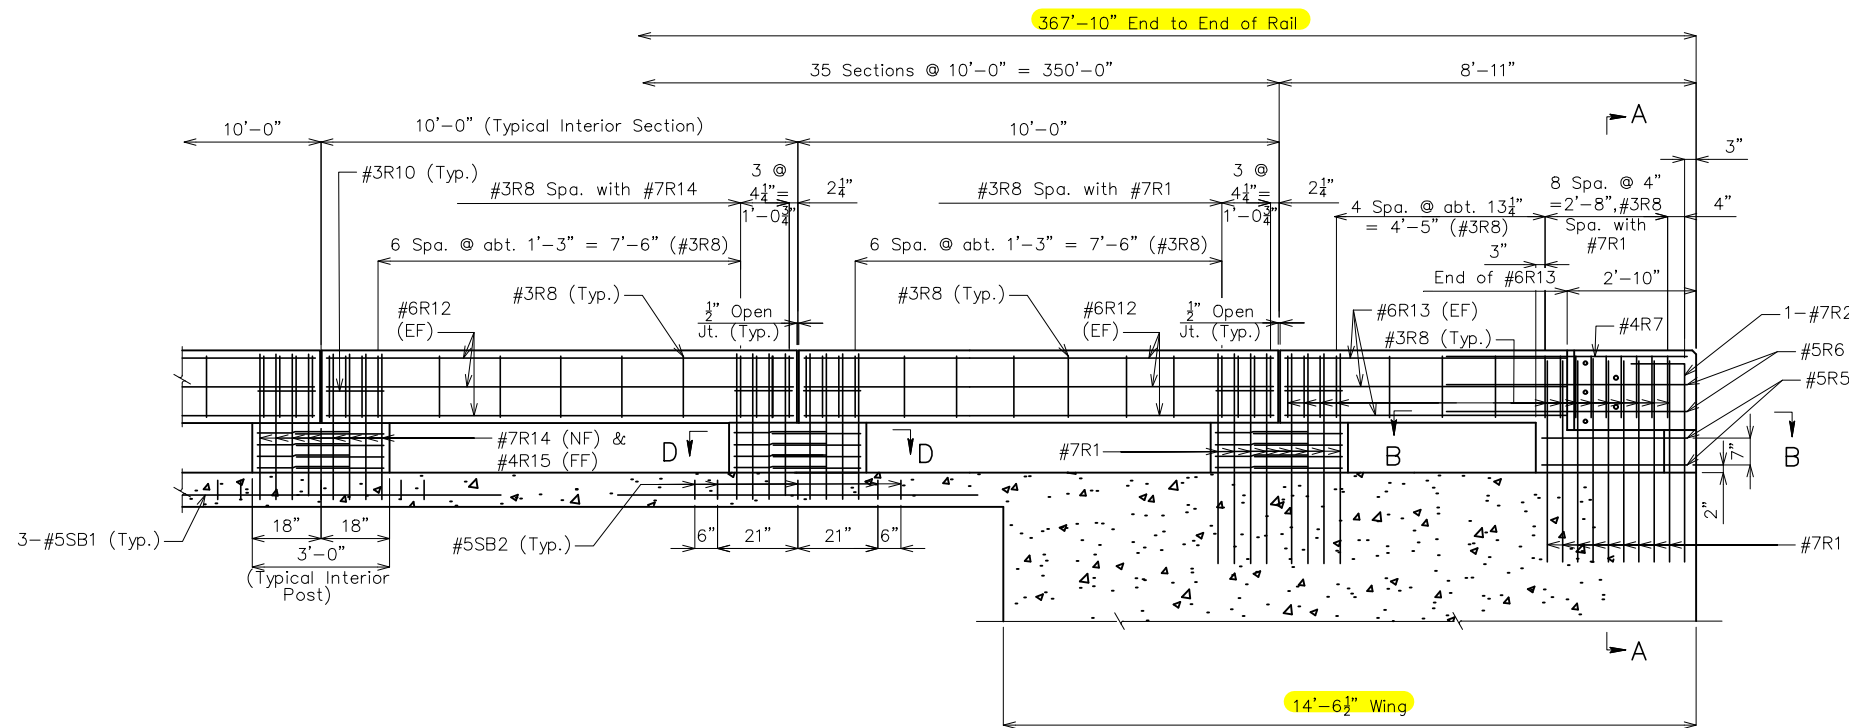 367'-10" End to End of Rail
35 Sections @ 10'-0" = 350'-0"
8'-11"
A
10'-0"
10'-0" (Typical Interior Section)
10'-0"
3"
#3R10 (Typ.)
#3R8 Spa. with #7R14
3 @
4¼"=
1'-0¾"
2¼"
#3R8 Spa. with #7R1
3 @
4¼"=
1'-0¾"
2¼"
4 Spa. @ abt. 13¼"
= 4'-5" (#3R8)
8 Spa. @ 4"
=2'-8",#3R8
Spa. with
#7R1
4"
6 Spa. @ abt. 1'-3" = 7'-6" (#3R8)
6 Spa. @ abt. 1'-3" = 7'-6" (#3R8)
3"
End of #6R13
2'-10"
#6R12
(EF)
#3R8 (Typ.)
½" Open
Jt. (Typ.)
#3R8 (Typ.)
#6R12
(EF)
½" Open
Jt. (Typ.)
#6R13 (EF)
#3R8 (Typ.)
#4R7
1-#7R2
#5R6
#5R5
#7R14 (NF) &
#4R15 (FF)
D
D
#7R1
B
7"
B
2"
3-#5SB1 (Typ.)
18"
18"
3'-0"
(Typical Interior
Post)
#5SB2 (Typ.)
6"
21"
21"
6"
#7R1
A
14'-6½" Wing